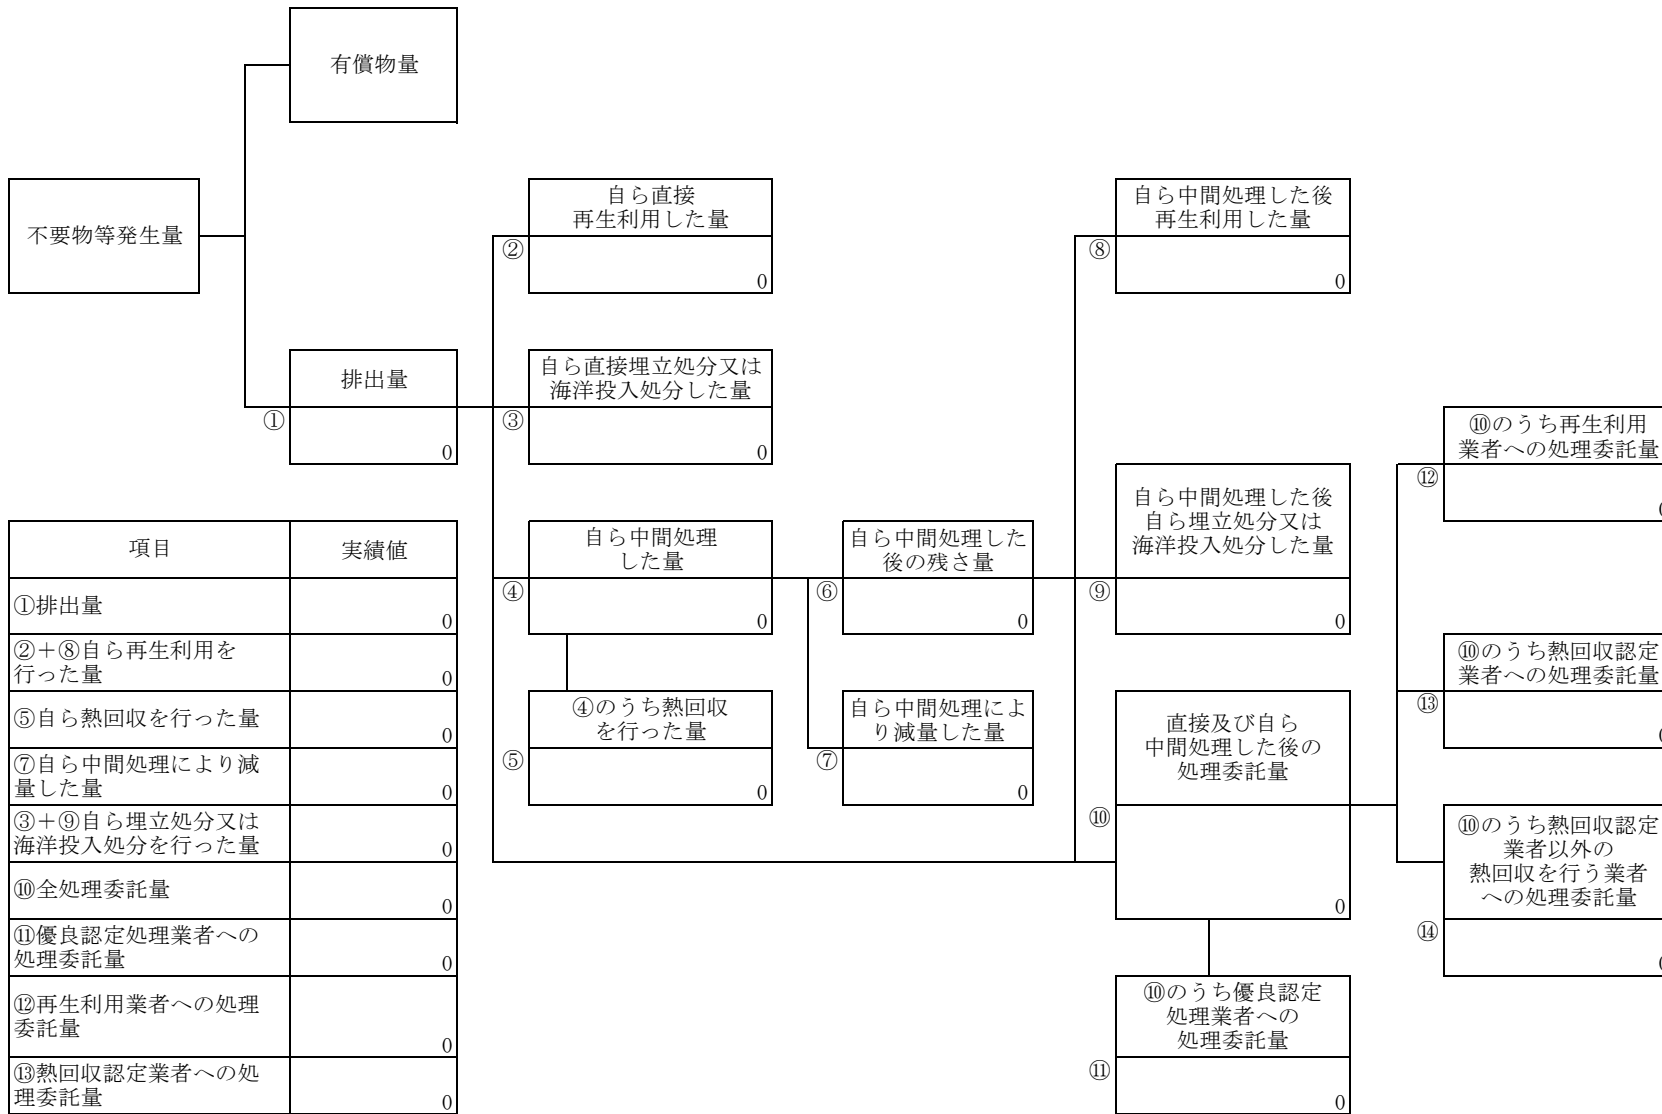 有償物量
不要物等発生量
排出量
①
0
自ら直接
再生利用した量
②
0
自ら直接埋立処分又は
海洋投入処分した量
③
0
自ら中間処理
した量
④
0
④のうち熱回収
を行った量
⑤
0
自ら中間処理した
後の残さ量
⑥
0
自ら中間処理によ
り減量した量
⑦
0
自ら中間処理した後
再生利用した量
⑧
0
自ら中間処理した後
自ら埋立処分又は
海洋投入処分した量
⑨
0
直接及び自ら
中間処理した後の
処理委託量
⑩
0
⑩のうち優良認定
処理業者への
処理委託量
⑪
0
⑩のうち再生利用
業者への処理委託量
⑫
0
⑩のうち熱回収認定
業者への処理委託量
⑬
0
⑩のうち熱回収認定
業者以外の
熱回収を行う業者
への処理委託量
⑭
0
項目 実績値
①排出量
0
②＋⑧自ら再生利用を
行った量
0
⑤自ら熱回収を行った量
0
⑦自ら中間処理により減
量した量
0
③＋⑨自ら埋立処分又は
海洋投入処分を行った量
0
⑩全処理委託量
0
⑪優良認定処理業者への
処理委託量
0
⑫再生利用業者への処理
委託量
0
⑬熱回収認定業者への処
理委託量
0